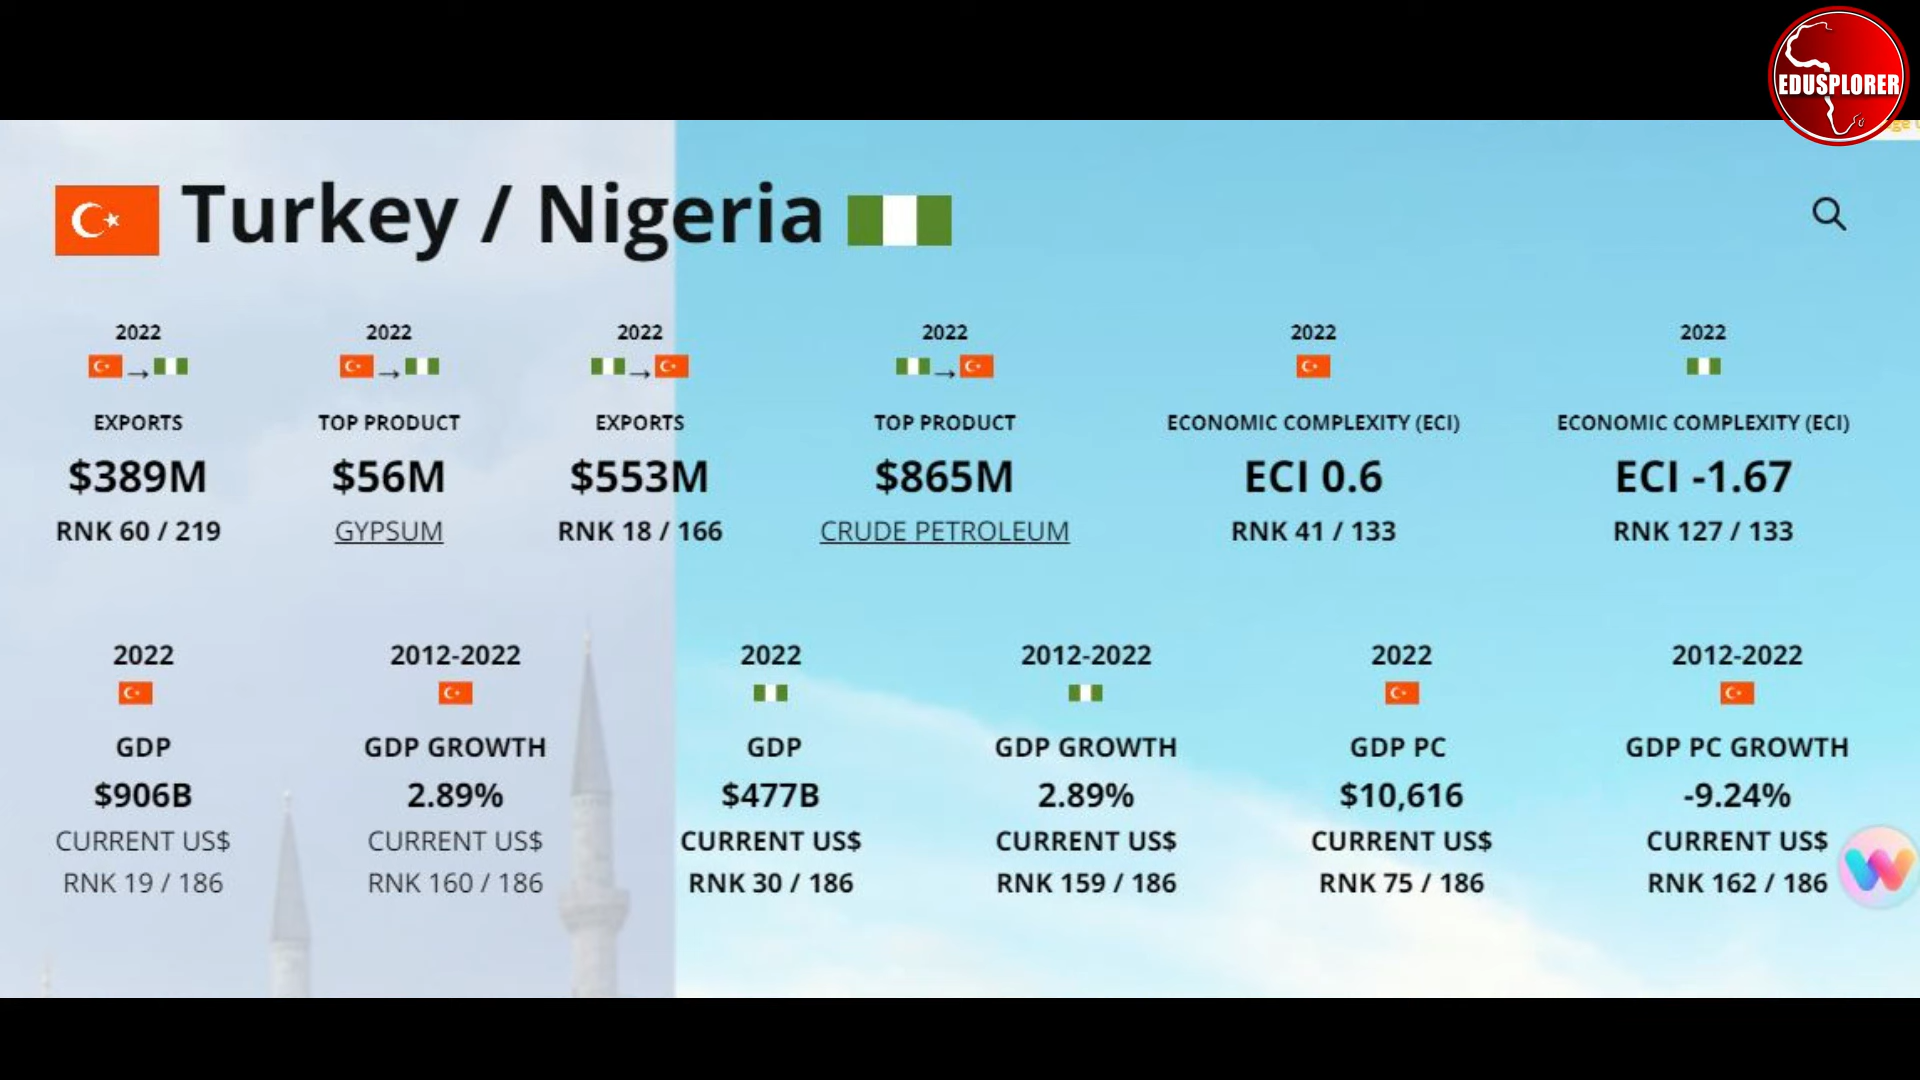 EDUSPLORER
Turkey / Nigeria
2022 2022 2022 2022 2022 2022
EXPORTS TOP PRODUCT EXPORTS TOP PRODUCT ECONOMIC COMPLEXITY (ECI) ECONOMIC COMPLEXITY (ECI)
$389M $56M $553M $865M ECI 0.6 ECI -1.67
RNK 60 / 219 GYPSUM RNK 18 / 166 CRUDE PETROLEUM RNK 41 / 133 RNK 127 / 133
2022 2012-2022 2022 2012-2022 2022 2012-2022
GDP GDP GROWTH GDP GDP GROWTH GDP PC GDP PC GROWTH
$906B 2.89% $477B 2.89% $10,616 -9.24%
CURRENT US$ CURRENT US$ CURRENT US$ CURRENT US$ CURRENT US$ CURRENT US$
RNK 19 / 186 RNK 160 / 186 RNK 30 / 186 RNK 159 / 186 RNK 75 / 186 RNK 162 / 186